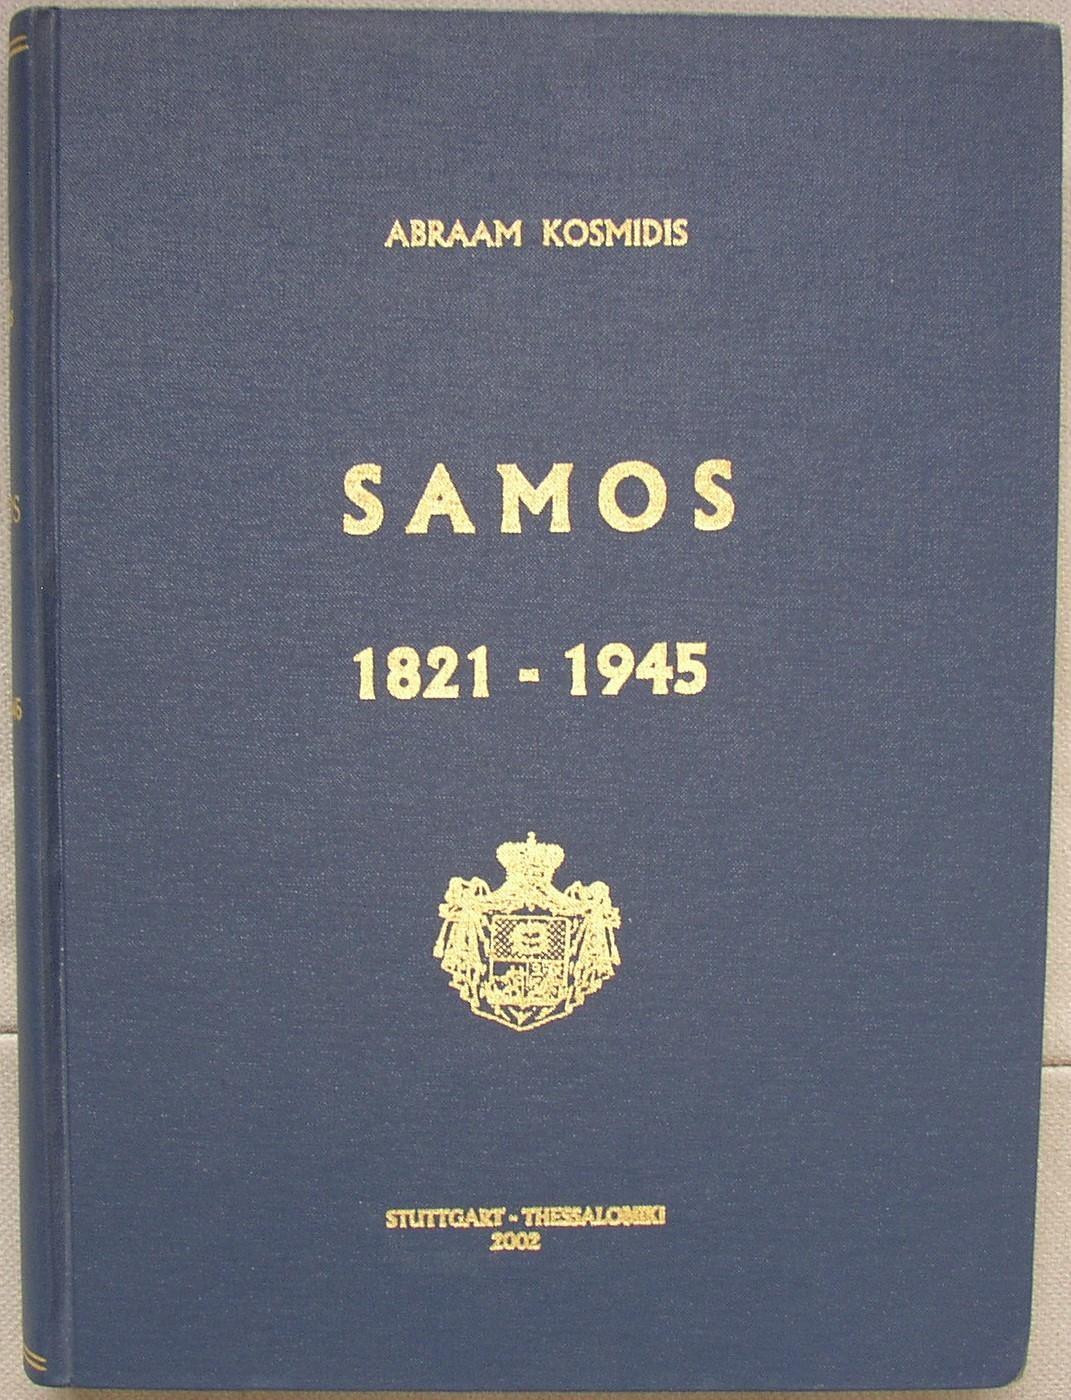 ABRAAM KOSMIDIS
SAMOS
1821 - 1945
STUTTGART - THESSALONIKI
2002